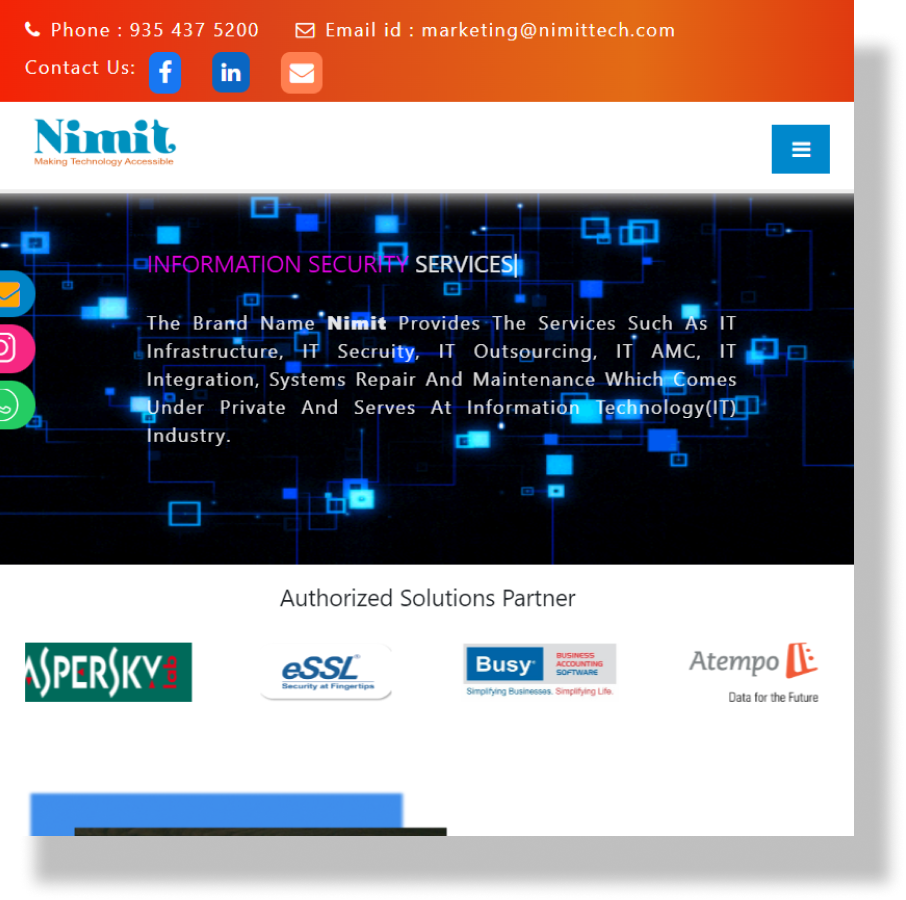 Phone : 935 437 5200 Email id : marketing@nimittech.com
Contact Us:
Nimit
Making Technology Accessible
INFORMATION SECURITY SERVICES|
The Brand Name Nimit Provides The Services Such As IT
Infrastructure, IT Secruity, IT Outsourcing, IT AMC, IT
Integration, Systems Repair And Maintenance Which Comes
Under Private And Serves At Information Technology(IT)
Industry.
Authorized Solutions Partner
ASPERSKY lab
eSSL
Security at Fingertips
Busy
BUSINESS
ACCOUNTING
SOFTWARE
Simplifying Businesses. Simplifying Life.
Atempo
Data for the Future